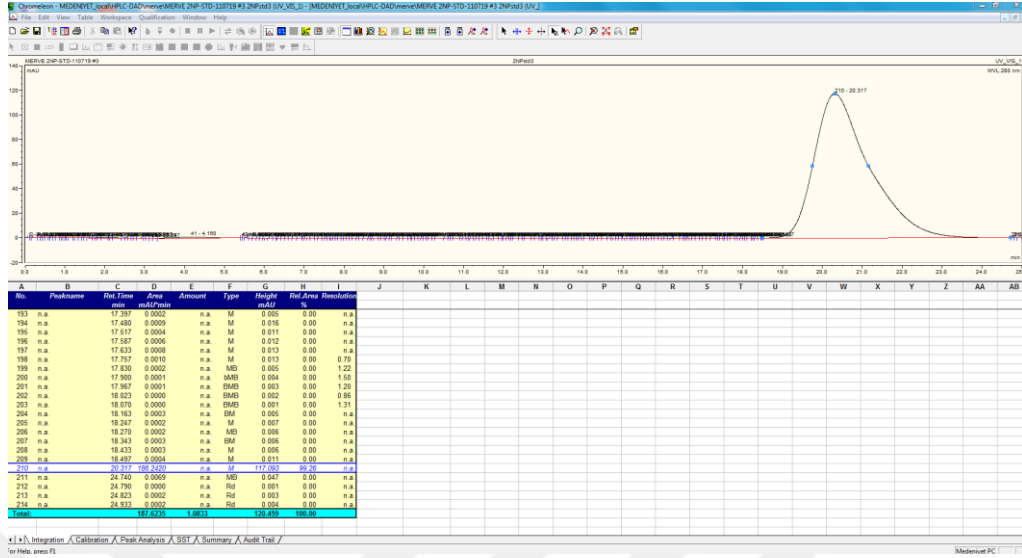 Chromeleon - MEDENIYET_local\HPLC-DAD\merve\MERVE 2NP-STD-110719 #3 2NPstd3 (UV_VIS_1) - [MEDENIYET_local\HPLC-DAD\merve\MERVE 2NP-STD-110719 #3 2NPstd3 (UV_]
File Edit View Table Workspace Qualification Window Help
MERVE 2NP-STD-110719 #3 2NPstd3 UV_VIS_1
140 mAU WVL:280 nm
120
210 - 20.317
100
80
60
40
20
41 - 4.160
0
-20 min
0.0 1.0 2.0 3.0 4.0 5.0 6.0 7.0 8.0 9.0 10.0 11.0 12.0 13.0 14.0 15.0 16.0 17.0 18.0 19.0 20.0 21.0 22.0 23.0 24.0 25
A B C D E F G H I J K L M N O P Q R S T U V W X Y Z AA AB
No. Peakname Ret.Time Area Amount Type Height Rel.Area Resolution
min mAU*min mAU %
193 n.a. 17.397 0.0002 n.a. M 0.005 0.00 n.a.
194 n.a. 17.480 0.0009 n.a. M 0.016 0.00 n.a.
195 n.a. 17.517 0.0004 n.a. M 0.011 0.00 n.a.
196 n.a. 17.587 0.0006 n.a. M 0.012 0.00 n.a.
197 n.a. 17.633 0.0008 n.a. M 0.013 0.00 n.a.
198 n.a. 17.757 0.0010 n.a. M 0.013 0.00 0.70
199 n.a. 17.830 0.0002 n.a. MB 0.005 0.00 1.22
200 n.a. 17.900 0.0001 n.a. bMB 0.004 0.00 1.50
201 n.a. 17.967 0.0001 n.a. BMB 0.003 0.00 1.20
202 n.a. 18.023 0.0000 n.a. BMB 0.002 0.00 0.86
203 n.a. 18.070 0.0000 n.a. BMB 0.001 0.00 1.31
204 n.a. 18.163 0.0003 n.a. BM 0.005 0.00 n.a.
205 n.a. 18.247 0.0002 n.a. M 0.007 0.00 n.a.
206 n.a. 18.270 0.0002 n.a. MB 0.006 0.00 n.a.
207 n.a. 18.343 0.0003 n.a. BM 0.006 0.00 n.a.
208 n.a. 18.433 0.0003 n.a. M 0.006 0.00 n.a.
209 n.a. 18.497 0.0004 n.a. M 0.011 0.00 n.a.
210 n.a. 20.317 186.2420 n.a. M 117.093 99.26 n.a.
211 n.a. 24.740 0.0069 n.a. MB 0.047 0.00 n.a.
212 n.a. 24.790 0.0000 n.a. Rd 0.001 0.00 n.a.
213 n.a. 24.823 0.0002 n.a. Rd 0.003 0.00 n.a.
214 n.a. 24.933 0.0002 n.a. Rd 0.004 0.00 n.a.
Total: 187.6235 1.0833 120.459 100.00
Integration Calibration Peak Analysis SST Summary Audit Trail
For Help, press F1 Medeniyet PC